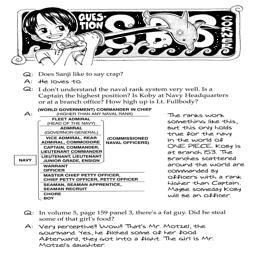 QUESTION
SBS
CORNER
Q: Does Sanji like to say crap?
A: He loves to.
Q: I don't understand the naval rank system very well. Is a
Captain the highest position? Is Koby at Navy Headquarters
or at a branch office? How high up is Lt. Fullbody?
A:
(WORLD GOVERNMENT COMMANDER IN CHIEF
(HIGHER THAN ANY NAVAL RANK)
FLEET ADMIRAL
(HEAD OF THE NAVY)
ADMIRAL
(GOVERNOR-GENERAL)
VICE ADMIRAL, REAR
ADMIRAL, COMMODORE
CAPTAIN, COMMANDER,
LIEUTENANT COMMANDER
LIEUTENANT, LIEUTENANT
JUNIOR GRADE, ENSIGN
(COMMISSIONED
NAVAL OFFICERS)
NAVY
WARRANT
OFFICER
MASTER CHIEF PETTY OFFICER,
CHIEF PETTY OFFICER, PETTY OFFICER
SEAMAN, SEAMAN APPRENTICE,
SEAMAN RECRUIT
CHORE
BOY
The ranks work
something like this,
but this only holds
true for the navy
in the world of
ONE PIECE. Koby is
at Branch 153. The
branches scattered
around the world are
commanded by
officers with a rank
higher than Captain.
Maybe someday Koby
will be an officer.
Q: In volume 5, page 159 panel 3, there's a fat guy. Did he steal
some of that girl's food?
A: Very perceptive! Wow! That's Mr. Motzel, the
gourmand. Yes, he filched some of her food.
Afterward, they got into a fight. The girl is Mr.
Motzel's daughter.